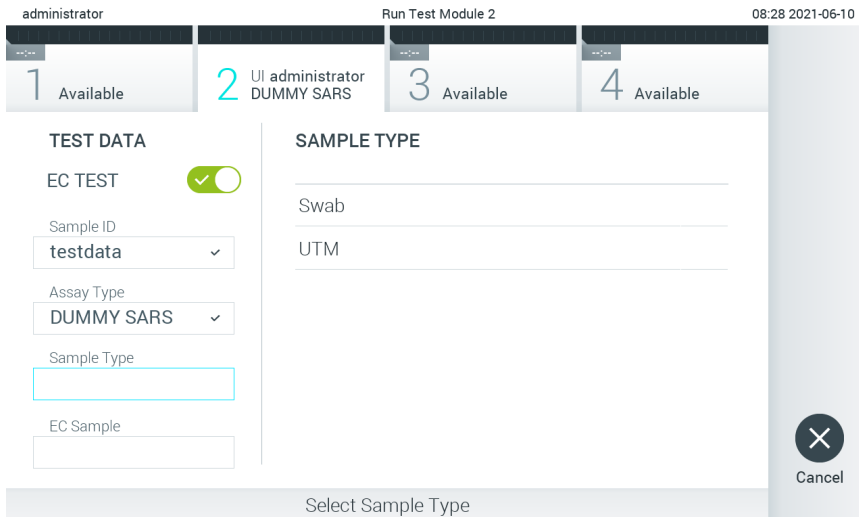 administrator Run Test Module 2 08:28 2021-06-10
--:-- --:-- --:--
1 Available
2 UI administrator
DUMMY SARS
3 Available
4 Available
TEST DATA
EC TEST
Sample ID
testdata
Assay Type
DUMMY SARS
Sample Type
EC Sample
SAMPLE TYPE
Swab
UTM
Cancel
Select Sample Type